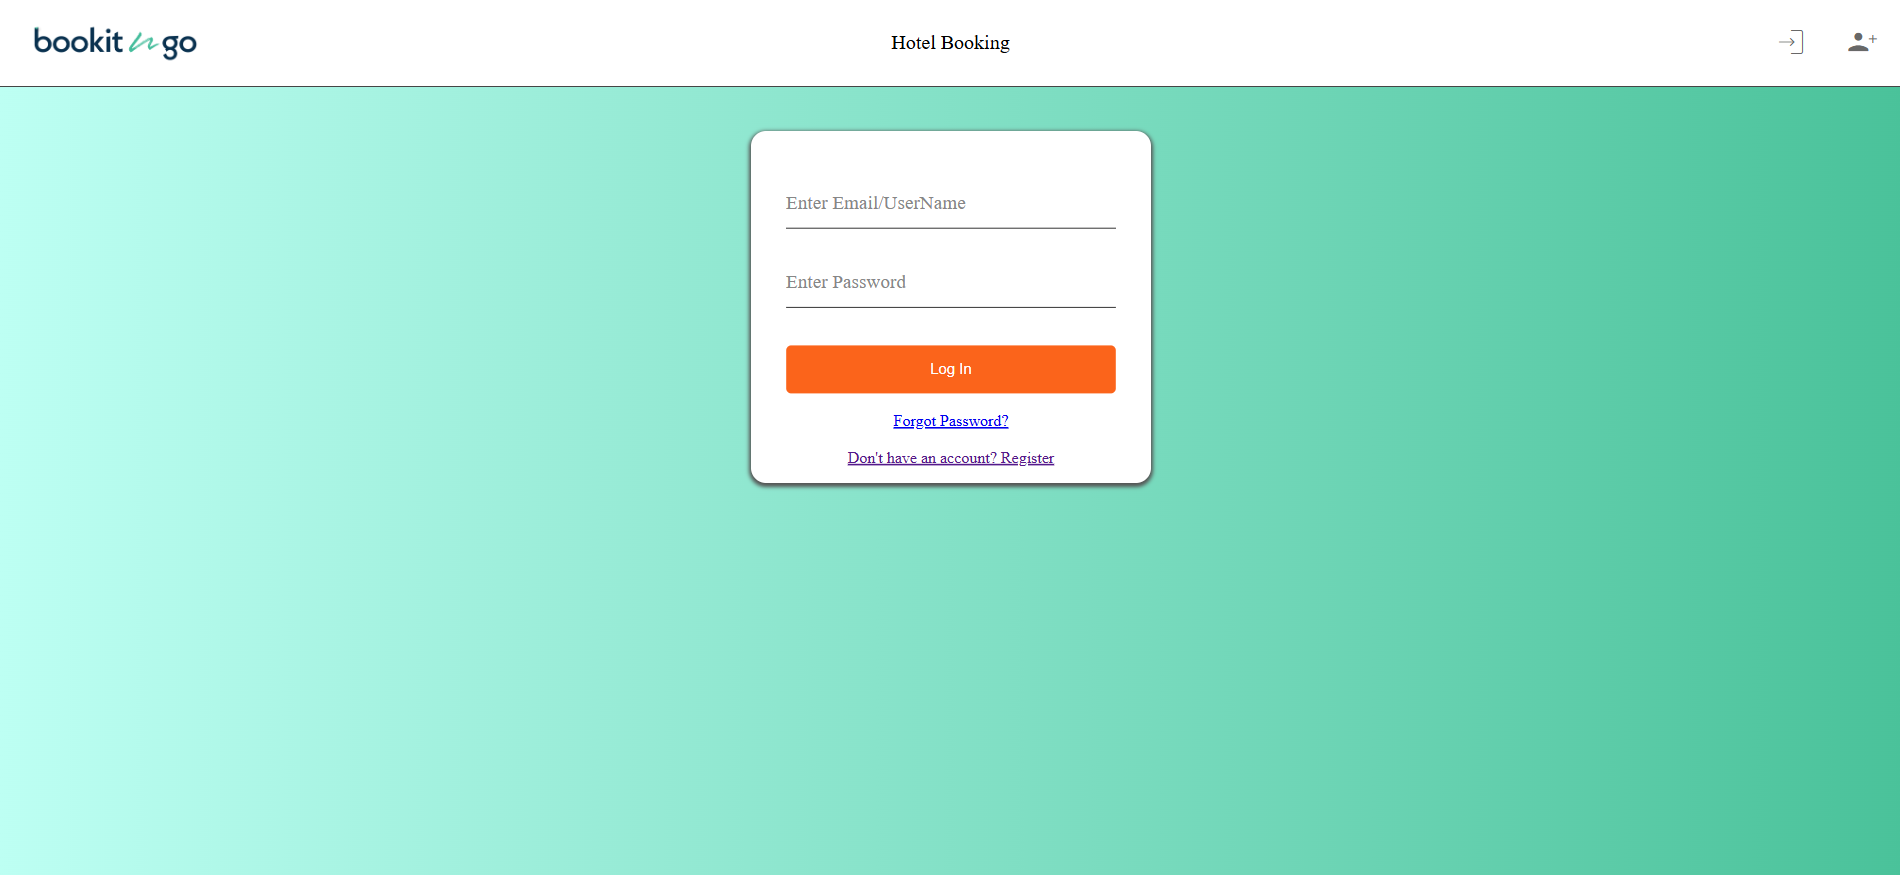 bookit n go
Hotel Booking
Enter Email/UserName
Enter Password
Log In
Forgot Password?
Don't have an account? Register